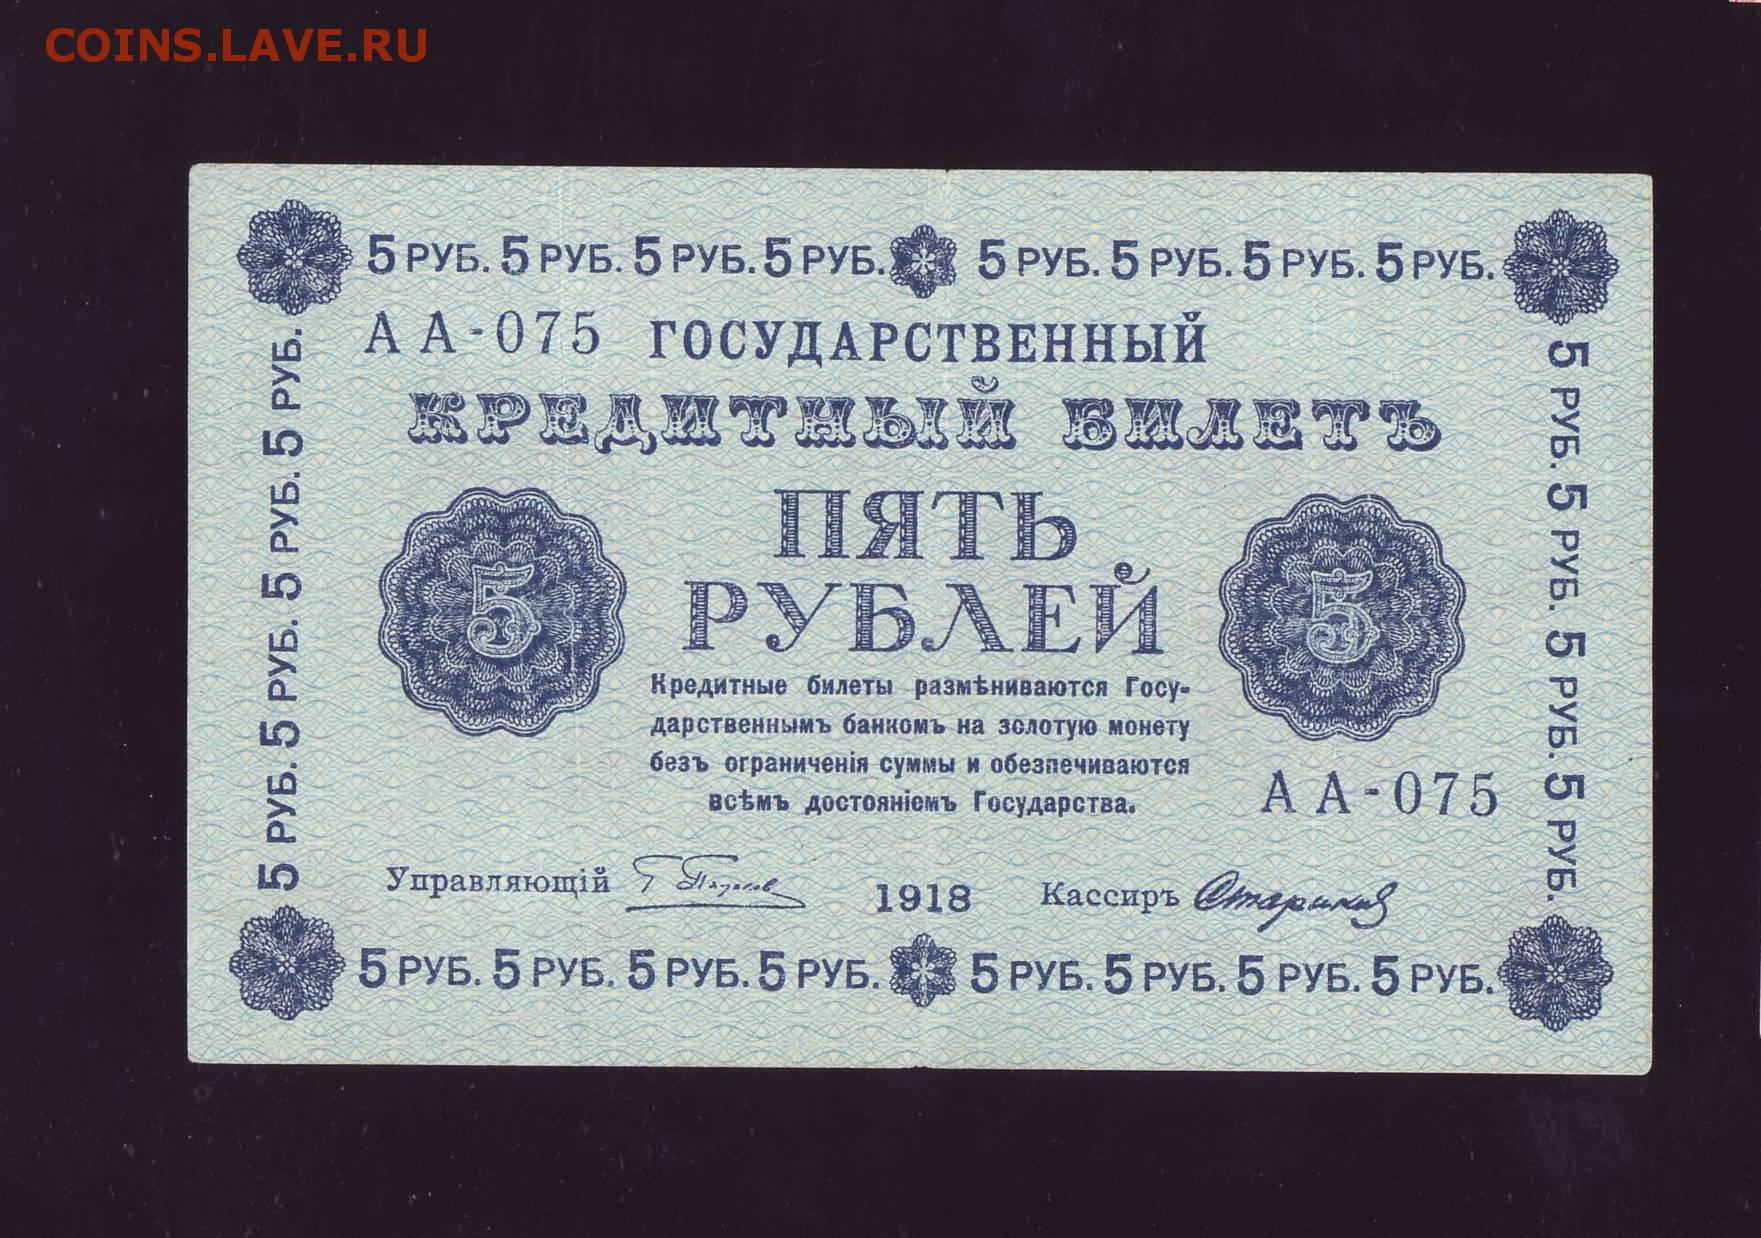 COINS.LAVE.RU
5 РУБ. 5 РУБ. 5 РУБ. 5 РУБ. 5 РУБ. 5 РУБ. 5 РУБ. 5 РУБ.
АА-075 ГОСУДАРСТВЕННЫЙ
КРЕДИТНЫЙ БИЛЕТЪ
ПЯТЬ
РУБЛЕЙ
5
5
Кредитные билеты размѣниваются Госу-
дарственнымъ банкомъ на золотую монету
безъ ограниченія суммы и обезпечиваются
всѣмъ достояніемъ Государства.
АА-075
Управляющій
1918
Кассиръ Стариков
5 РУБ. 5 РУБ. 5 РУБ. 5 РУБ.
5 РУБ. 5 РУБ. 5 РУБ. 5 РУБ.
5 РУБ. 5 РУБ. 5 РУБ. 5 РУБ. 5 РУБ. 5 РУБ. 5 РУБ. 5 РУБ.